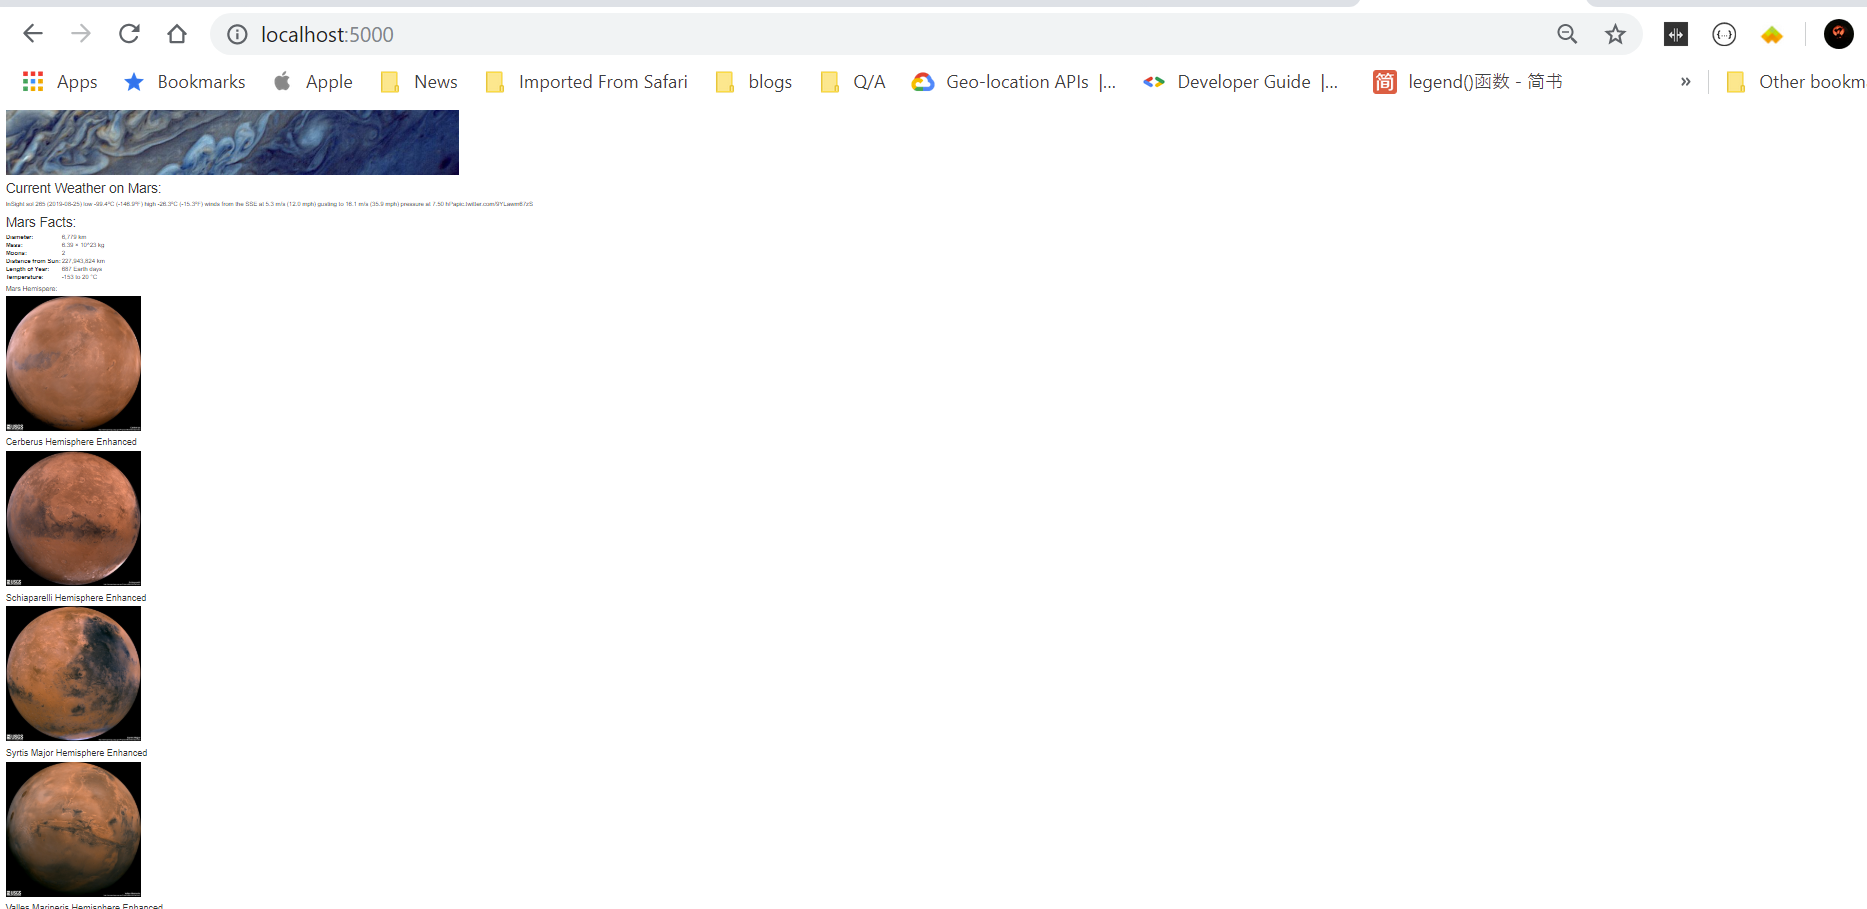 localhost:5000
Apps Bookmarks Apple News Imported From Safari blogs Q/A Geo-location APIs |... Developer Guide |... 简 legend()函数 - 简书 » Other bookm
Current Weather on Mars:
InSight sol 265 (2019-08-25) low -99.4ºC (-146.9ºF) high -26.3ºC (-15.3ºF) winds from the SSE at 5.3 m/s (12.0 mph) gusting to 16.1 m/s (35.9 mph) pressure at 7.50 hPapic.twitter.com/
Mars Facts:
Diameter: 6,779 km
Mass: 6.39 × 10^23 kg
Moons: 2
Distance from Sun: 227,943,824 km
Length of Year: 687 Earth days
Temperature: -153 to 20 °C
Mars Hemispere:
USGS
Cerberus Hemisphere Enhanced
USGS
Schiaparelli Hemisphere Enhanced
USGS
Syrtis Major Hemisphere Enhanced
USGS
Valles Marineris Hemisphere Enhanced